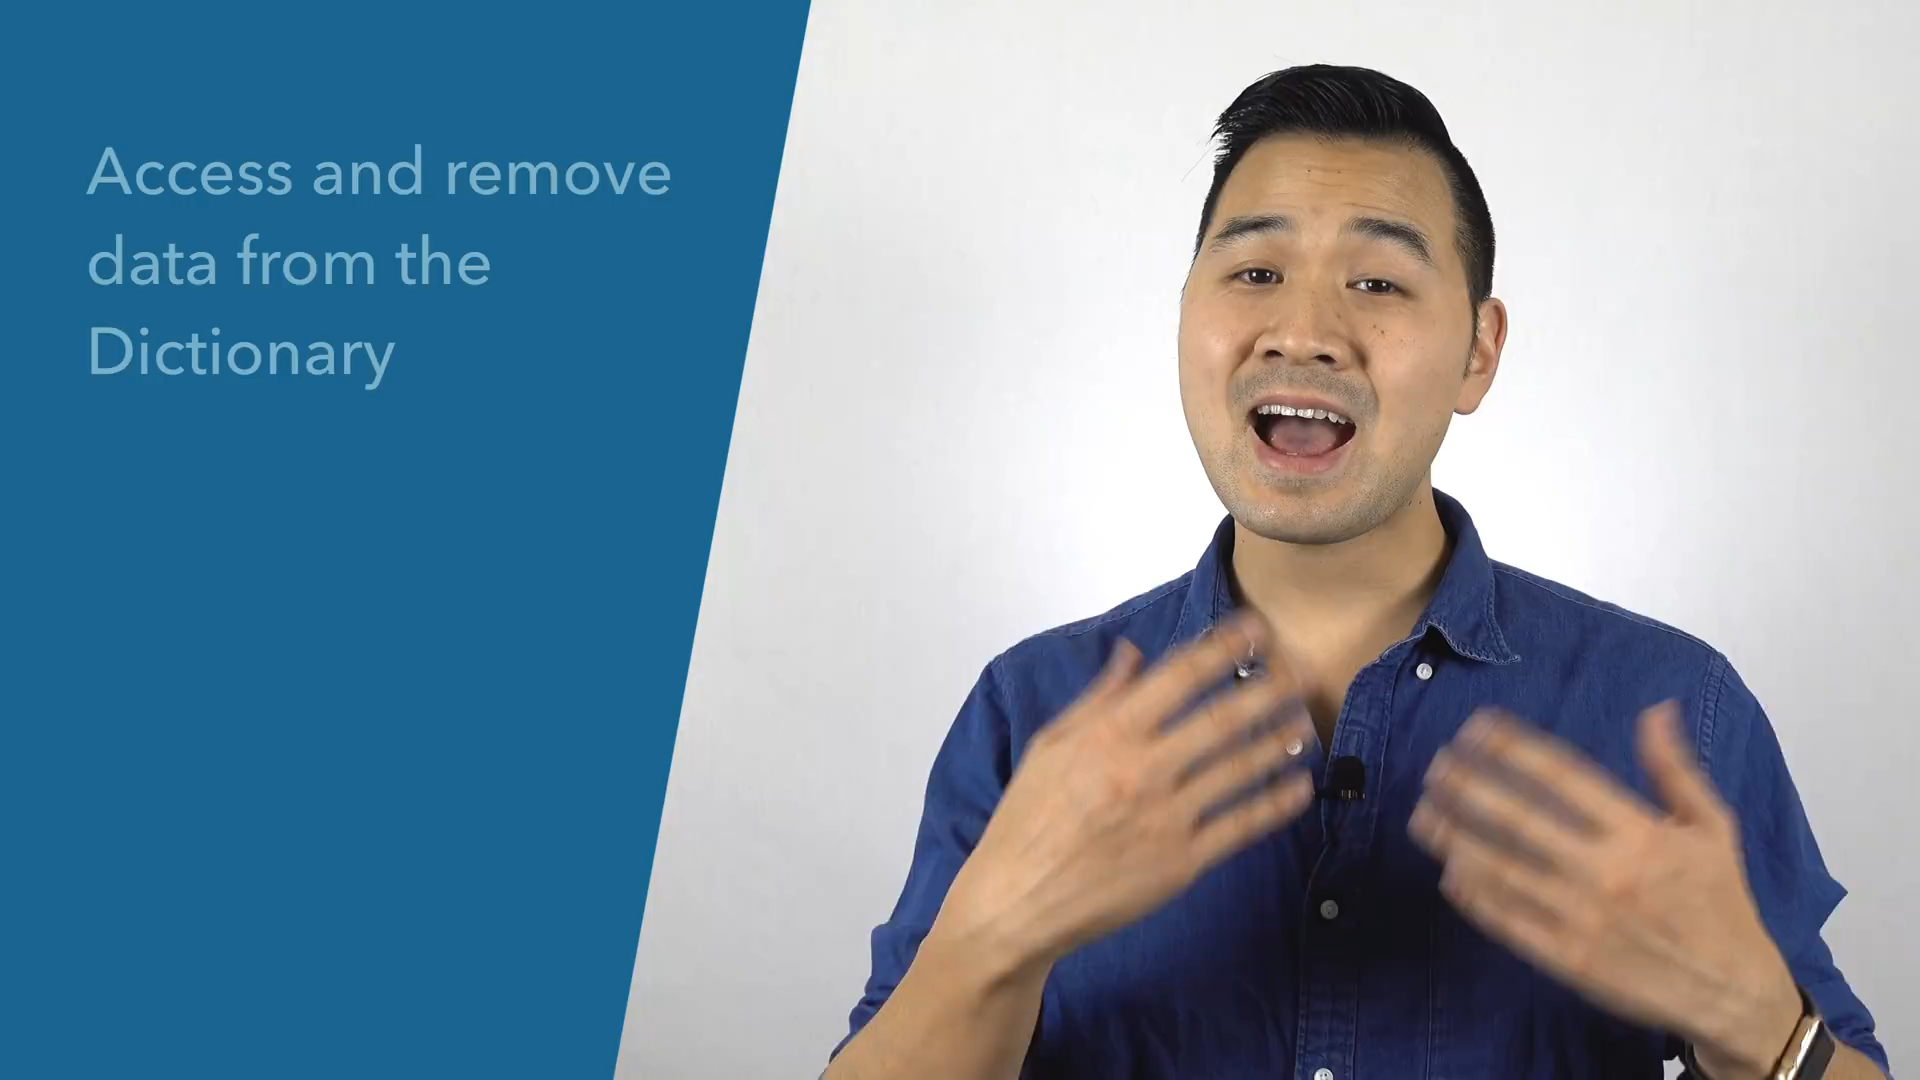 Access and remove
data from the
Dictionary